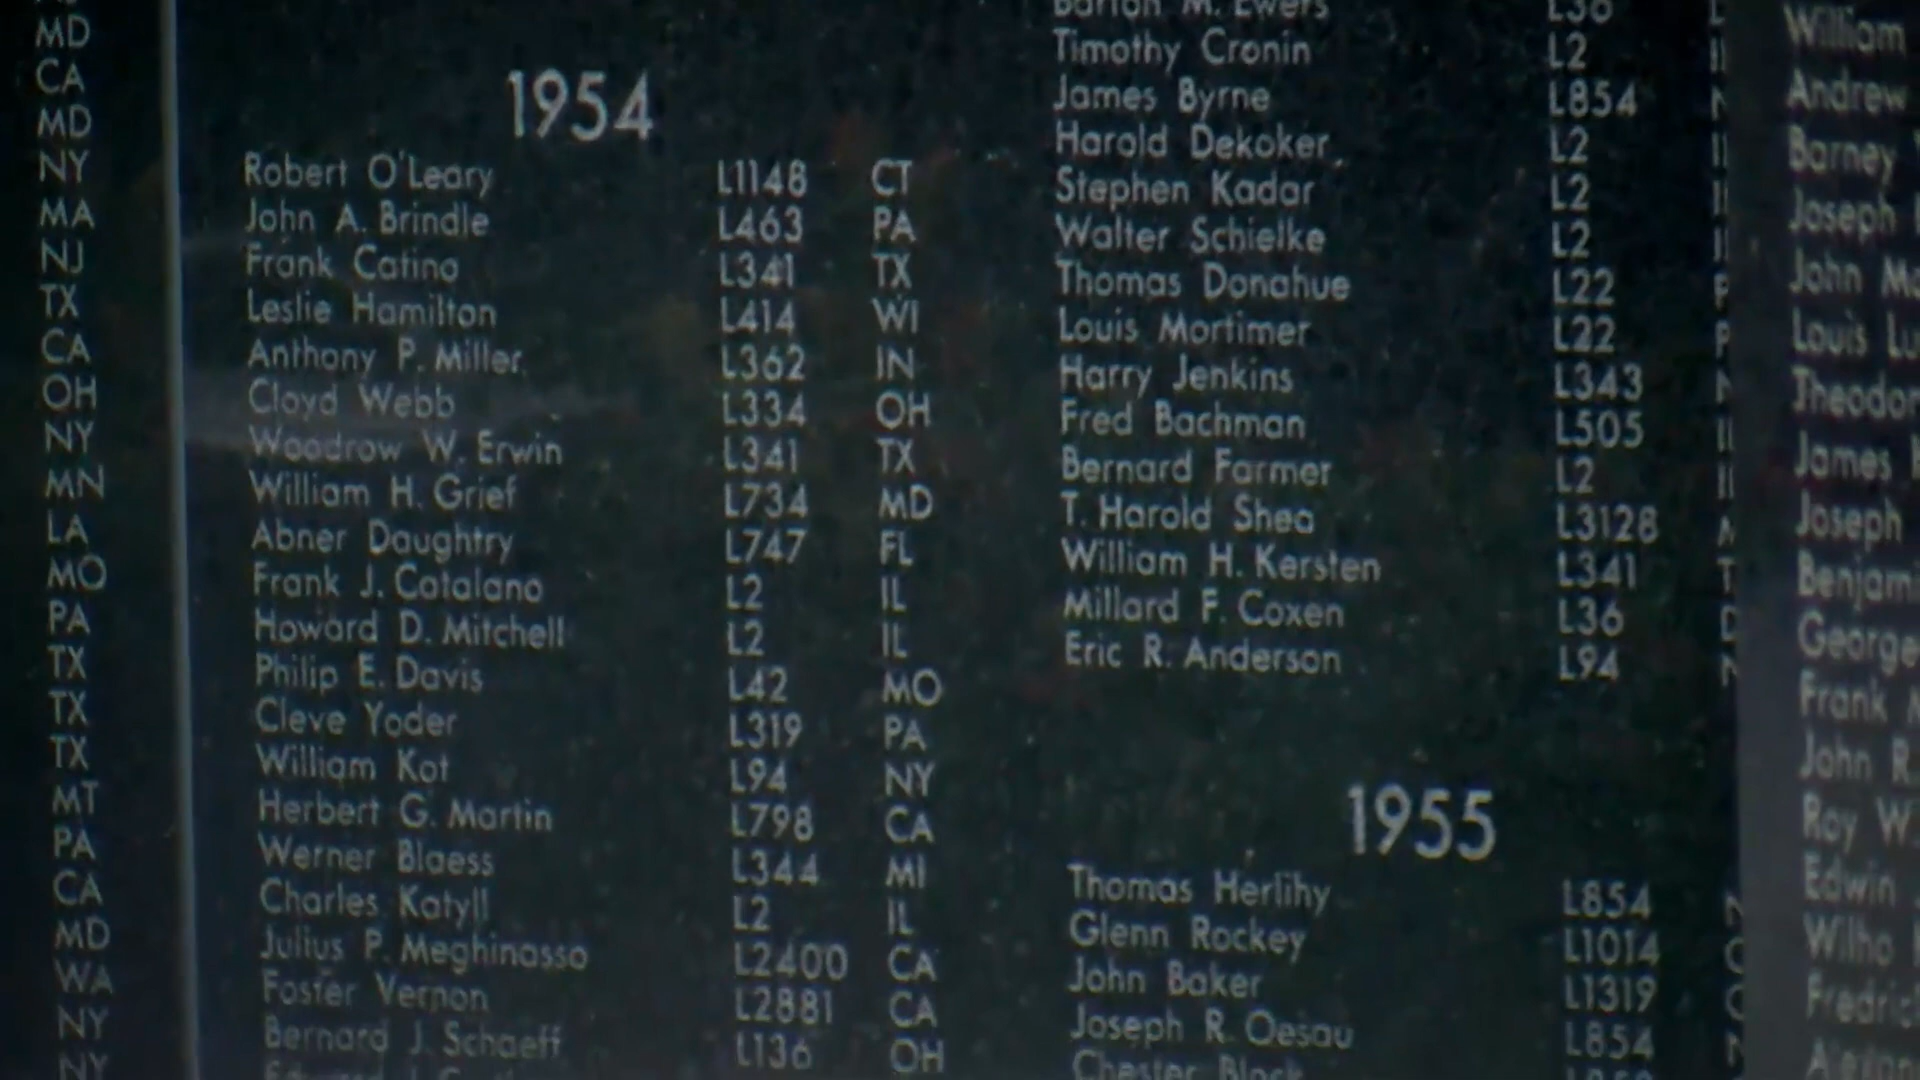 MD
CA
MD
NY
MA
NJ
TX
CA
OH
NY
MN
LA
MO
PA
TX
TX
TX
MT
PA
CA
MD
WA
NY
NY
1954
Robert O'Leary L1148 CT
John A. Brindle L463 PA
Frank Catino L341 TX
Leslie Hamilton L414 WI
Anthony P. Miller L362 IN
Cloyd Webb L334 OH
Woodrow W. Erwin L341 TX
William H. Grief L734 MD
Abner Daughtry L747 FL
Frank J. Catalano L2 IL
Howard D. Mitchell L2 IL
Philip E. Davis L42 MO
Cleve Yoder L319 PA
William Kot L94 NY
Herbert G. Martin L798 CA
Werner Blaess L344 MI
Charles Katyll L2 IL
Julius P. Meghinasso L2400 CA
Foster Vernon L2881 CA
Bernard J. Schaeff L136 OH
Barton M. Ewers L36
Timothy Cronin L2
James Byrne L854
Harold Dekoker L2
Stephen Kadar L2
Walter Schielke L2
Thomas Donahue L22
Louis Mortimer L22
Harry Jenkins L343
Fred Bachman L505
Bernard Farmer L2
T. Harold Shea L3128
William H. Kersten L341
Millard F. Coxen L36
Eric R. Anderson L94
1955
Thomas Herlihy L854
Glenn Rockey L1014
John Baker L1319
Joseph R. Oesau L854
Chester Block
William
Andrew
Barney
Joseph
John
Louis
James
Joseph
George
Frank
John R.
Roy W.
Edwin
Wilho